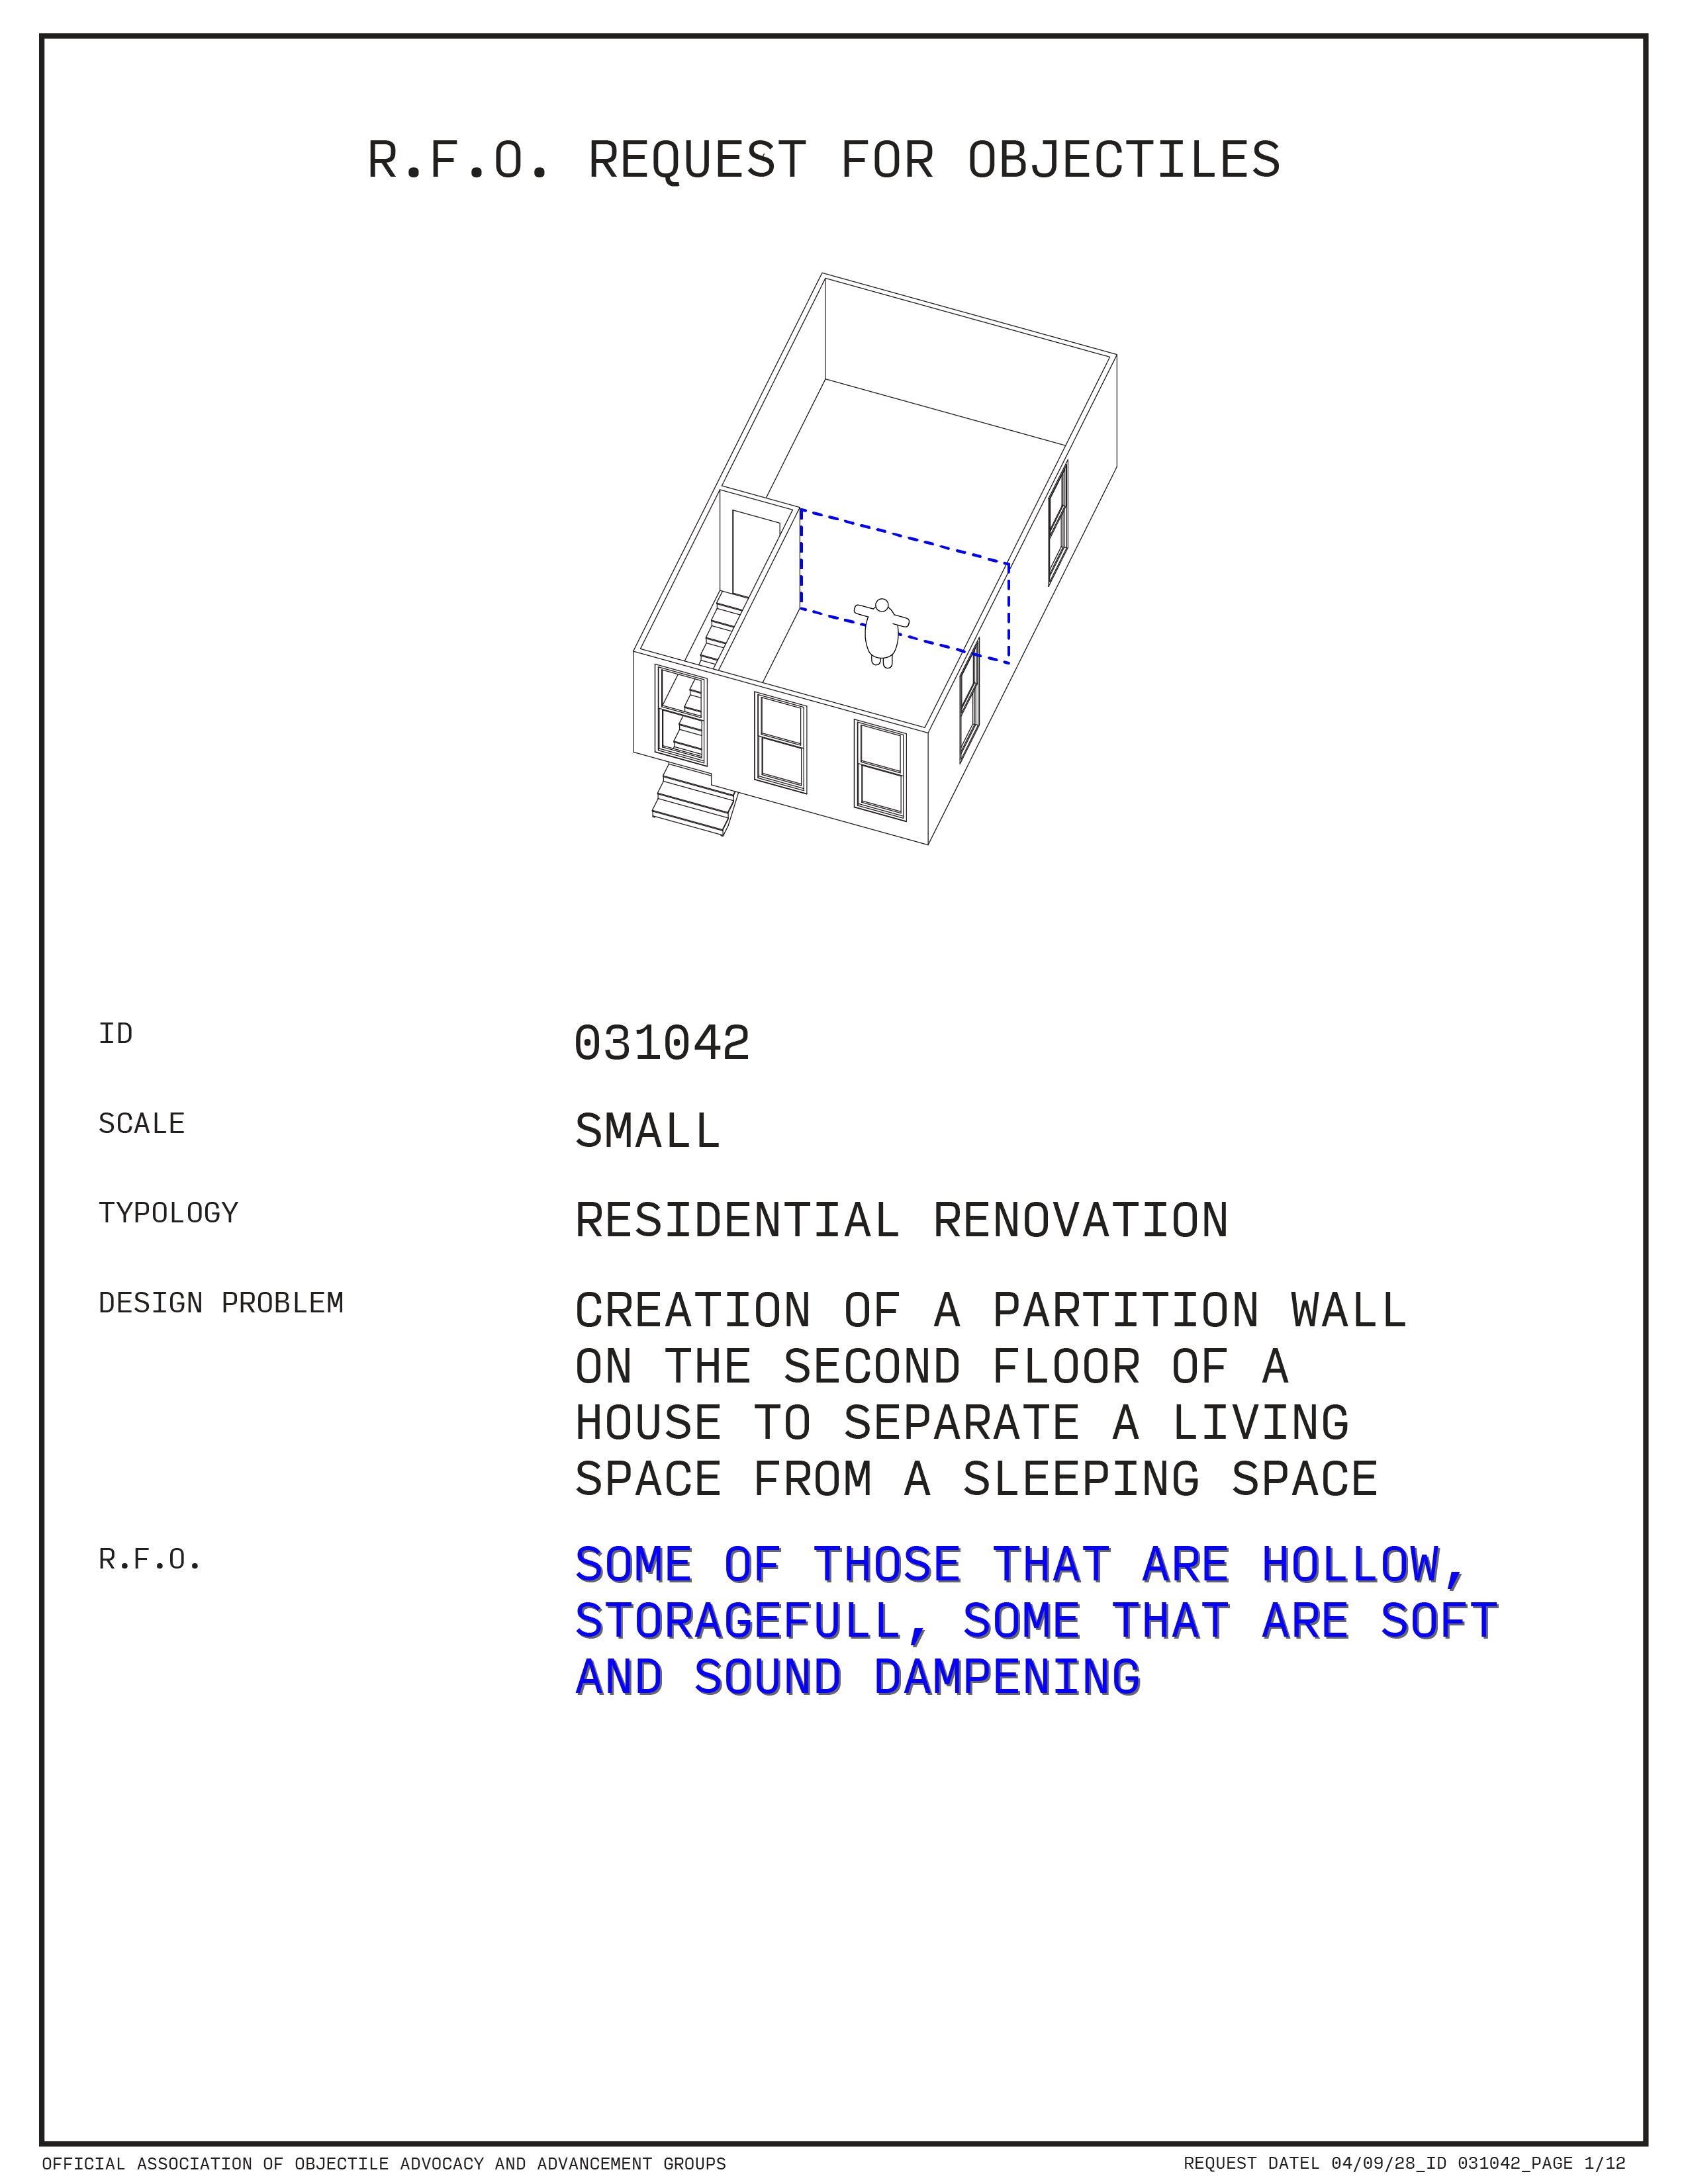 R.F.O. REQUEST FOR OBJECTILES
ID
031042
SCALE
SMALL
TYPOLOGY
RESIDENTIAL RENOVATION
DESIGN PROBLEM
CREATION OF A PARTITION WALL
ON THE SECOND FLOOR OF A
HOUSE TO SEPARATE A LIVING
SPACE FROM A SLEEPING SPACE
R.F.O.
SOME OF THOSE THAT ARE HOLLOW,
STORAGEFULL, SOME THAT ARE SOFT
AND SOUND DAMPENING
OFFICIAL ASSOCIATION OF OBJECTILE ADVOCACY AND ADVANCEMENT GROUPS
REQUEST DATEL 04/09/28_ID 031042_PAGE 1/12